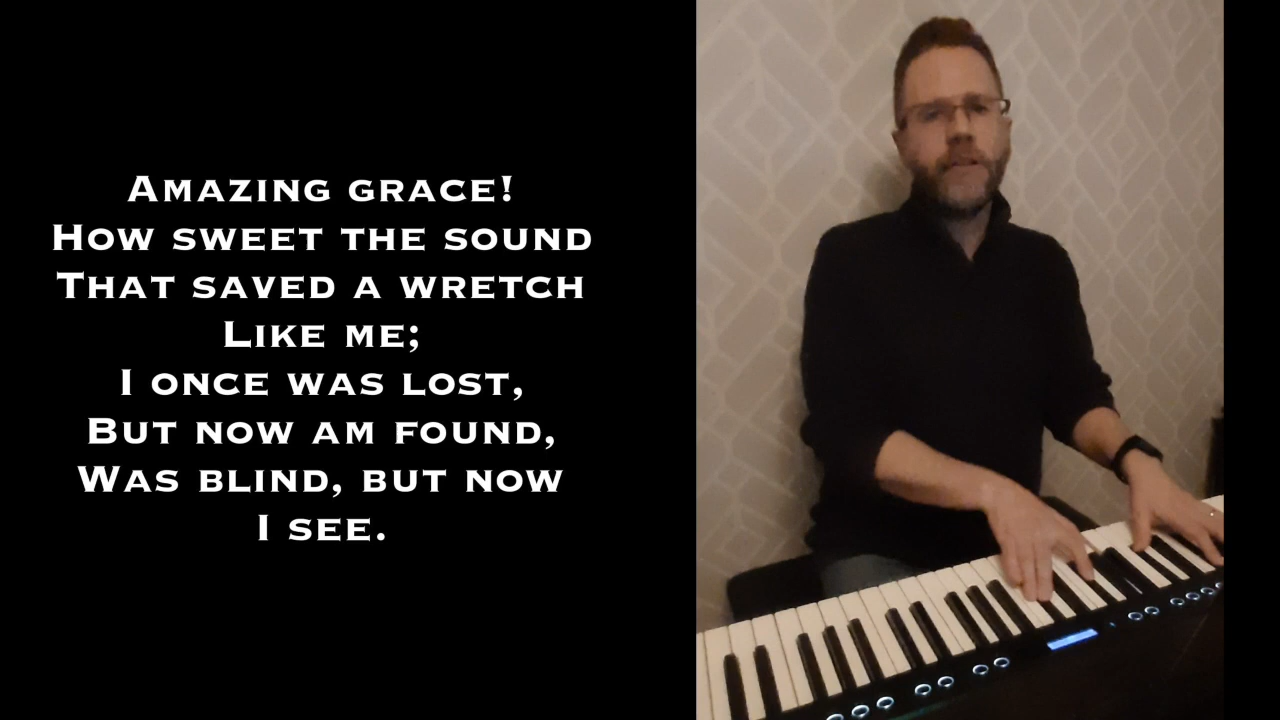 Amazing grace!
How sweet the sound
That saved a wretch
Like me;
I once was lost,
But now am found,
Was blind, but now
I see.